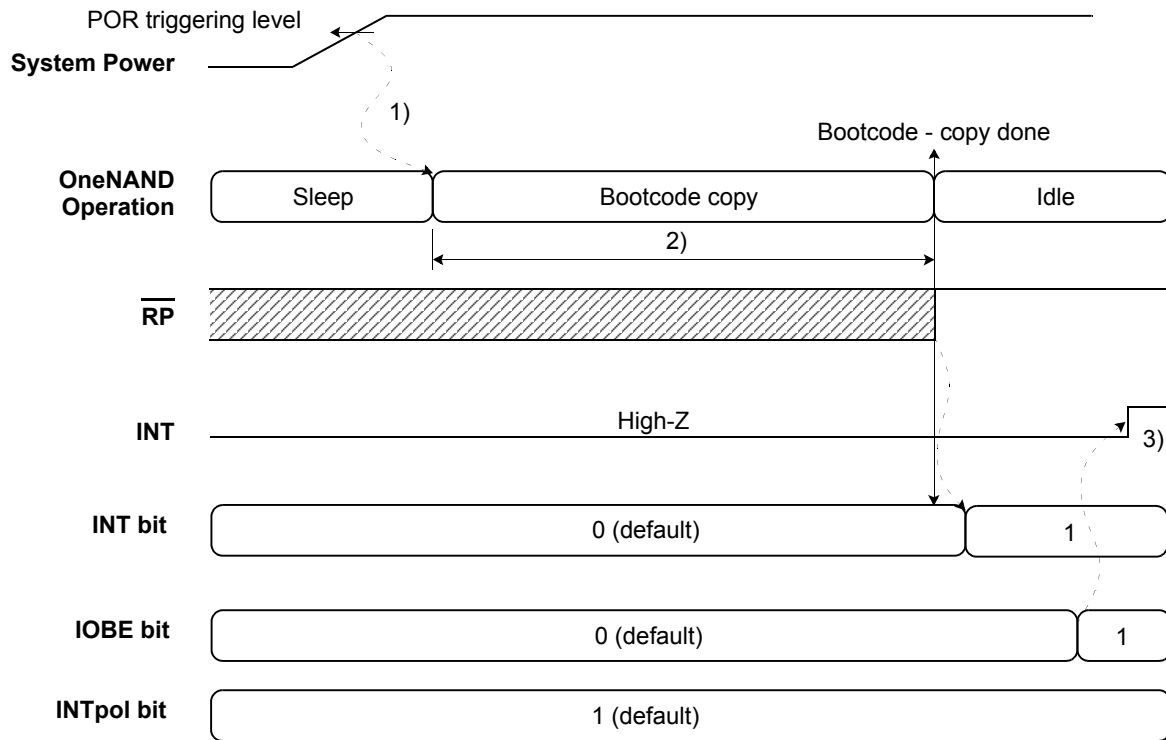 POR triggering level
System Power
1)
Bootcode - copy done
OneNAND
Operation
Sleep
Bootcode copy
Idle
2)
RP
High-Z
INT
3)
INT bit
0 (default)
1
IOBE bit
0 (default)
1
INTpol bit
1 (default)